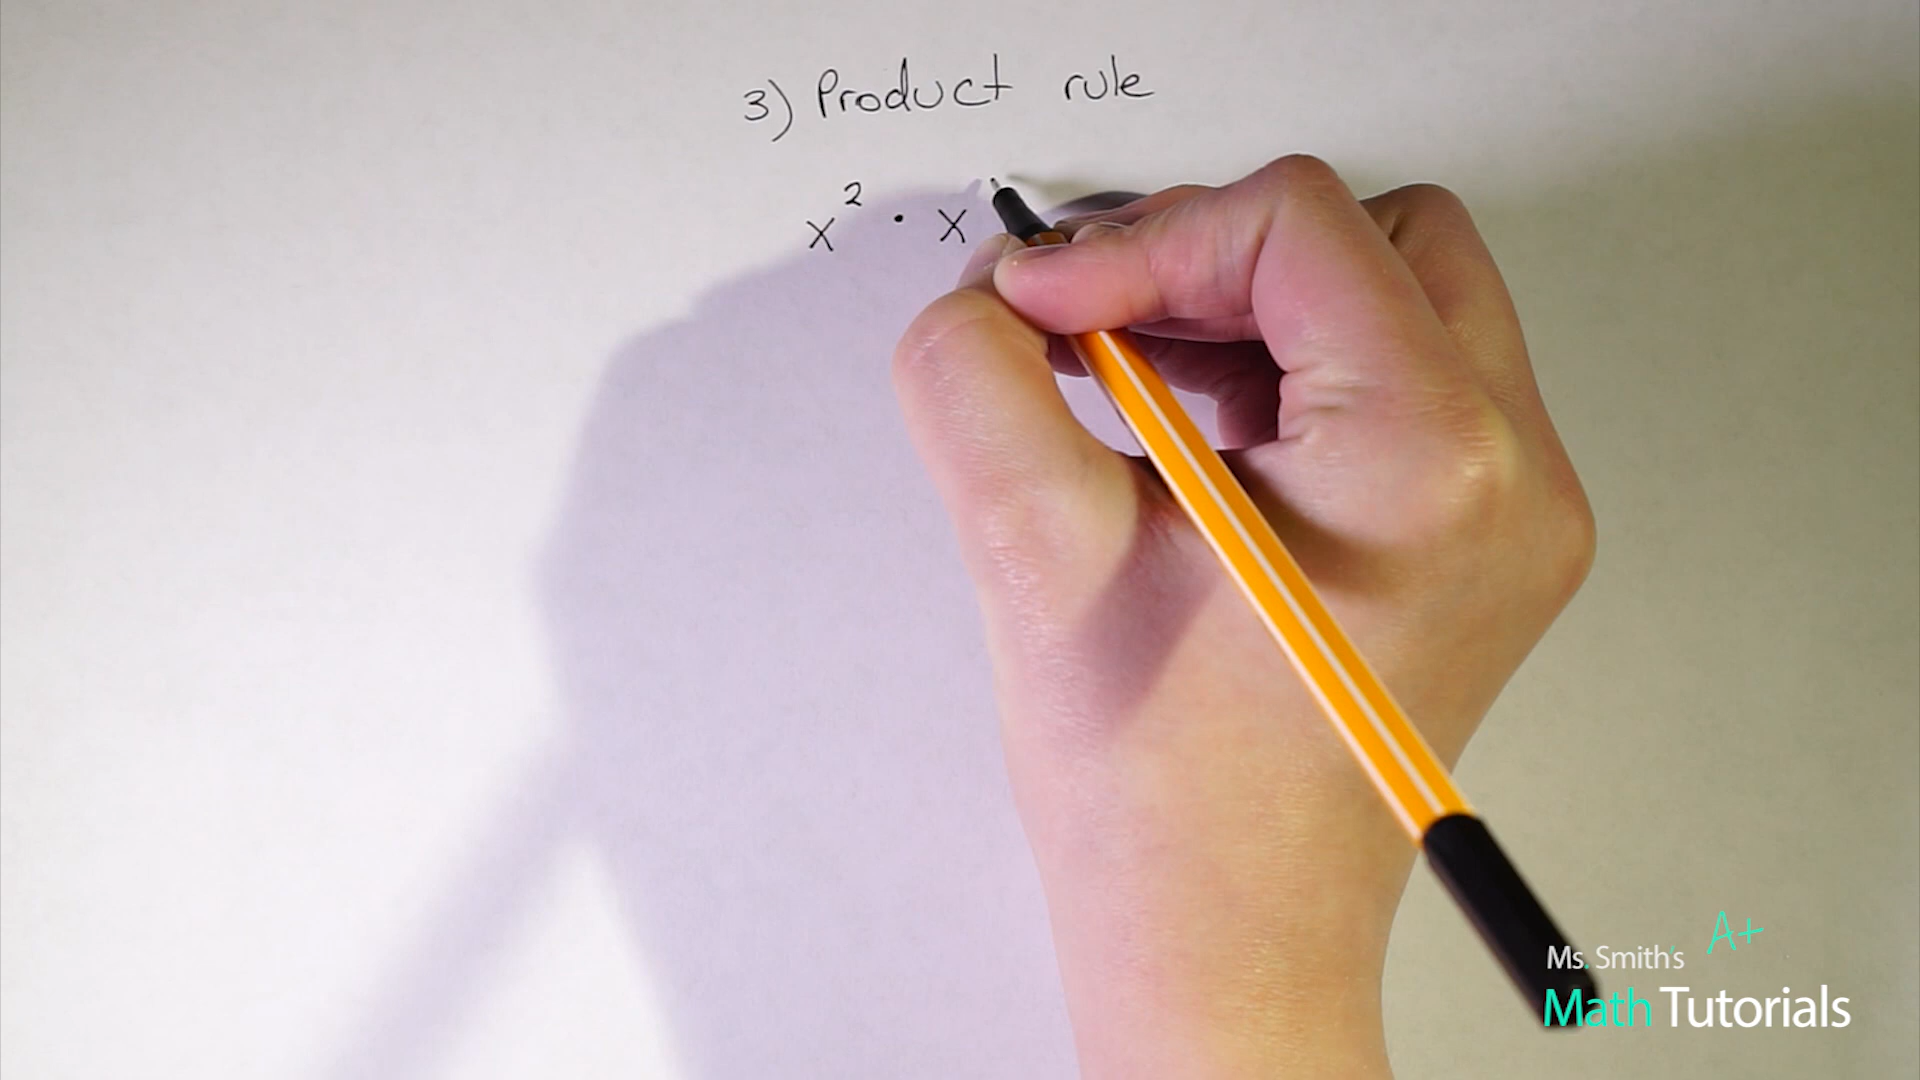 3) Product rule
x² · x
A+
Ms. Smith's
Math Tutorials